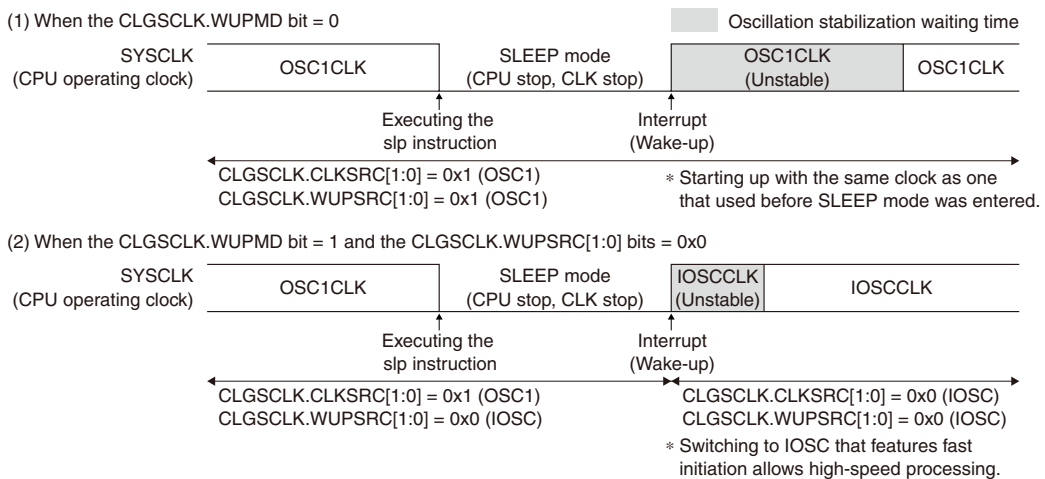 (1) When the CLGSCLK.WUPMD bit = 0
Oscillation stabilization waiting time
SYSCLK
(CPU operating clock)
OSC1CLK
SLEEP mode
(CPU stop, CLK stop)
OSC1CLK
(Unstable)
OSC1CLK
Executing the
slp instruction
Interrupt
(Wake-up)
CLGSCLK.CLKSRC[1:0] = 0x1 (OSC1)
CLGSCLK.WUPSRC[1:0] = 0x1 (OSC1)
* Starting up with the same clock as one
that used before SLEEP mode was entered.
(2) When the CLGSCLK.WUPMD bit = 1 and the CLGSCLK.WUPSRC[1:0] bits = 0x0
SYSCLK
(CPU operating clock)
OSC1CLK
SLEEP mode
(CPU stop, CLK stop)
IOSCCLK
(Unstable)
IOSCCLK
Executing the
slp instruction
Interrupt
(Wake-up)
CLGSCLK.CLKSRC[1:0] = 0x1 (OSC1)
CLGSCLK.WUPSRC[1:0] = 0x0 (IOSC)
CLGSCLK.CLKSRC[1:0] = 0x0 (IOSC)
CLGSCLK.WUPSRC[1:0] = 0x0 (IOSC)
* Switching to IOSC that features fast
initiation allows high-speed processing.